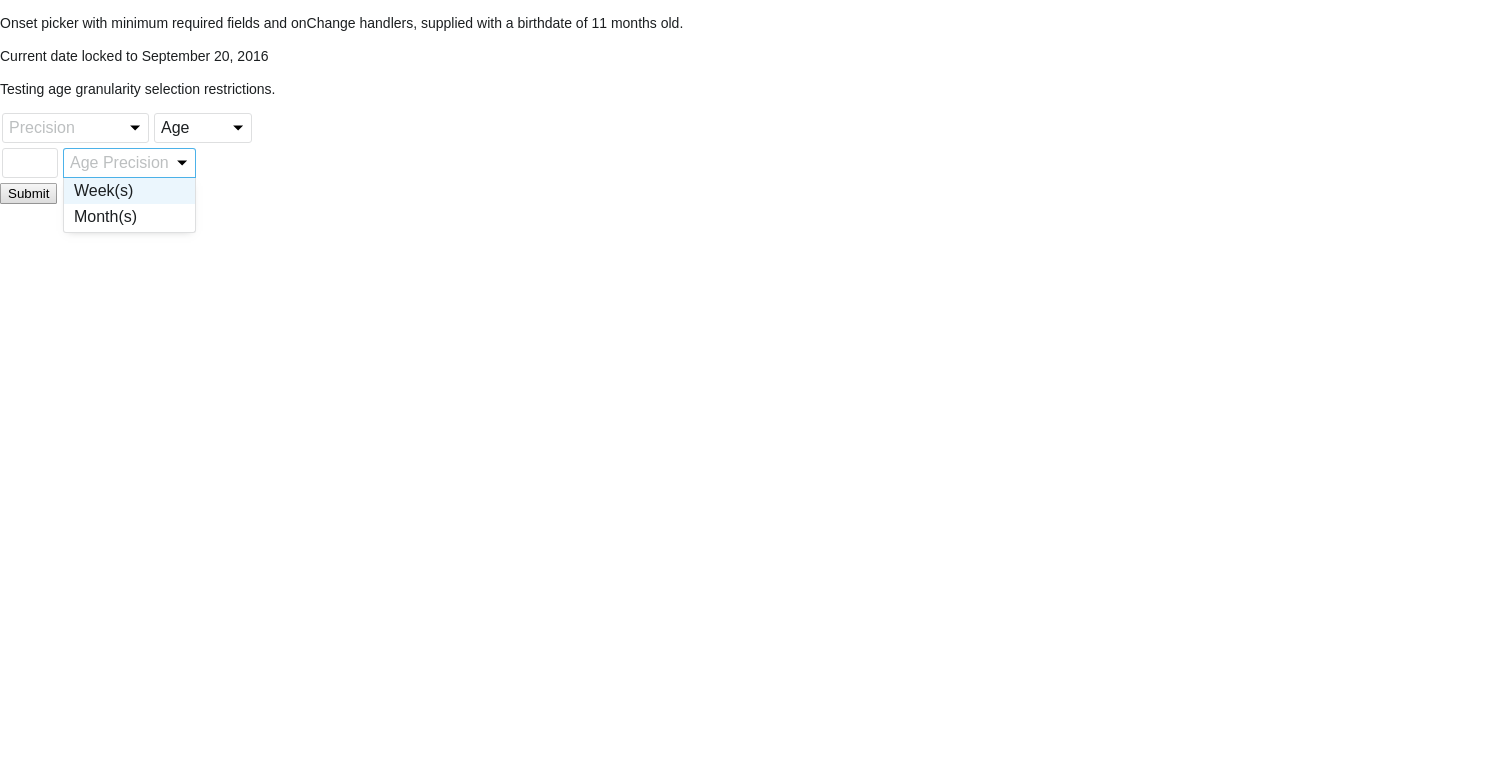 Onset picker with minimum required fields and onChange handlers, supplied with a birthdate of 11 months old.
Current date locked to September 20, 2016
Testing age granularity selection restrictions.
Precision Age
Age Precision
Week(s)
Submit
Month(s)